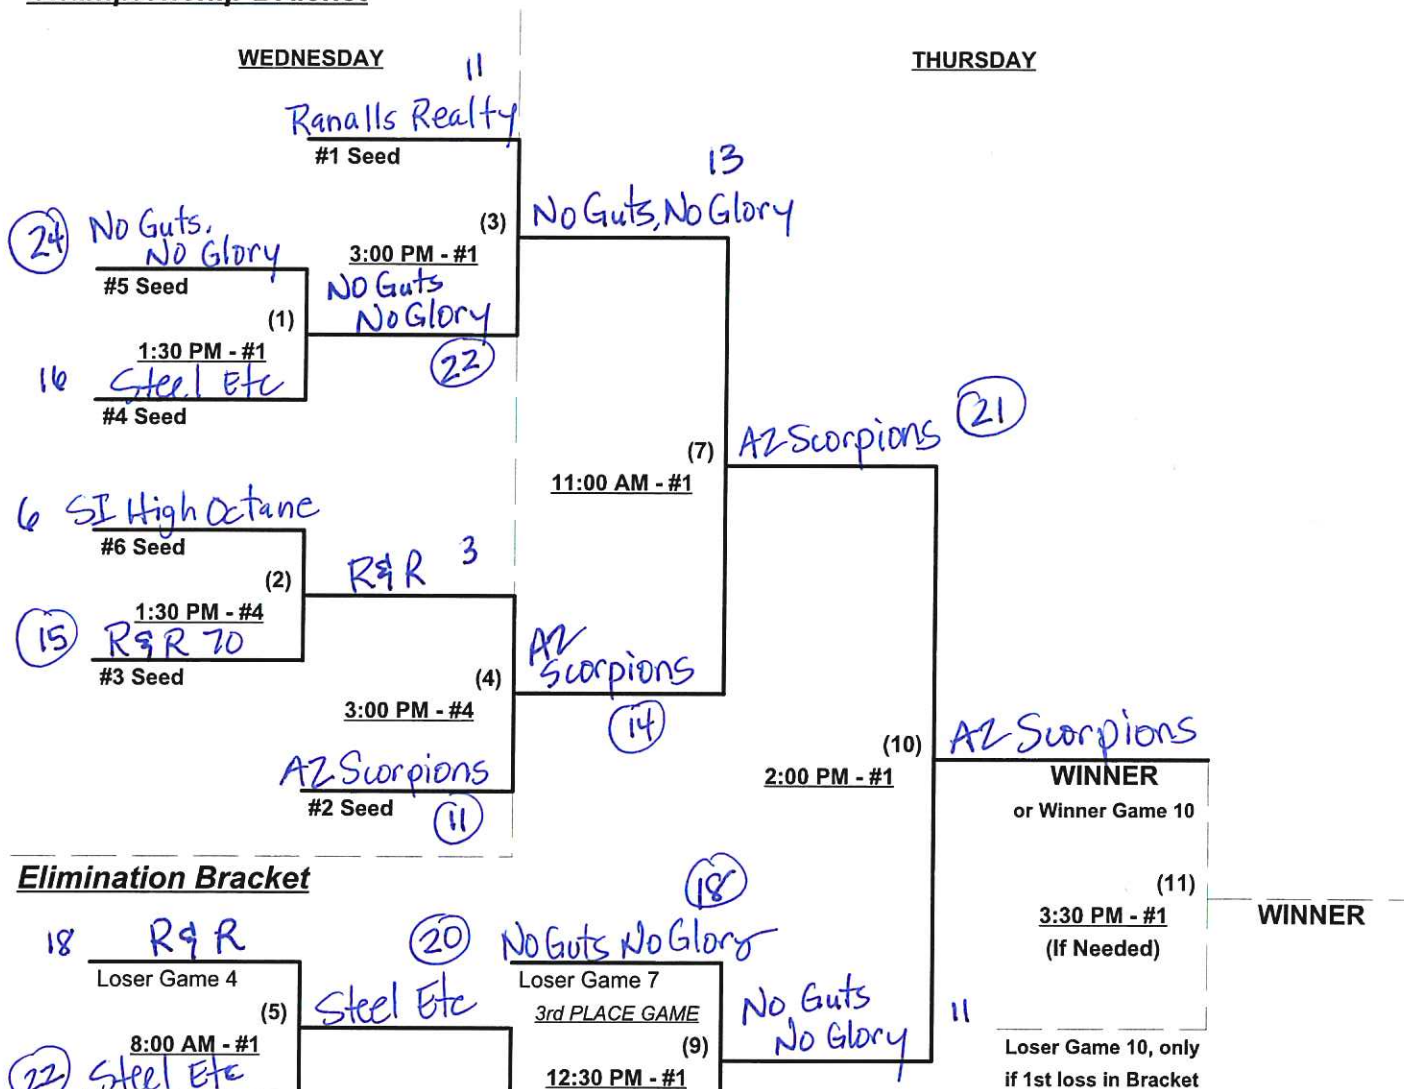 WEDNESDAY
THURSDAY
11
Ranalls Realty
#1 Seed
13
No Guts, No Glory
(3)
3:00 PM - #1
24
No Guts,
No Glory
#5 Seed
No Guts
No Glory
(1)
1:30 PM - #1
22
16
Steel Etc
#4 Seed
21
AZ Scorpions
(7)
11:00 AM - #1
6
SI High Octane
#6 Seed
(2)
R&R
3
1:30 PM - #4
15
R&R 70
#3 Seed
AZ
Scorpions
(4)
14
3:00 PM - #4
AZ Scorpions
#2 Seed
11
(10)
2:00 PM - #1
AZ Scorpions
WINNER
or Winner Game 10
(11)
3:30 PM - #1
(If Needed)
WINNER
Elimination Bracket
18
R&R
Loser Game 4
20
Steel Etc
(5)
8:00 AM - #1
22
Steel Etc
18
No Guts No Glory
Loser Game 7
3rd PLACE GAME
(9)
12:30 PM - #1
No Guts
No Glory
11
Loser Game 10, only
if 1st loss in Bracket